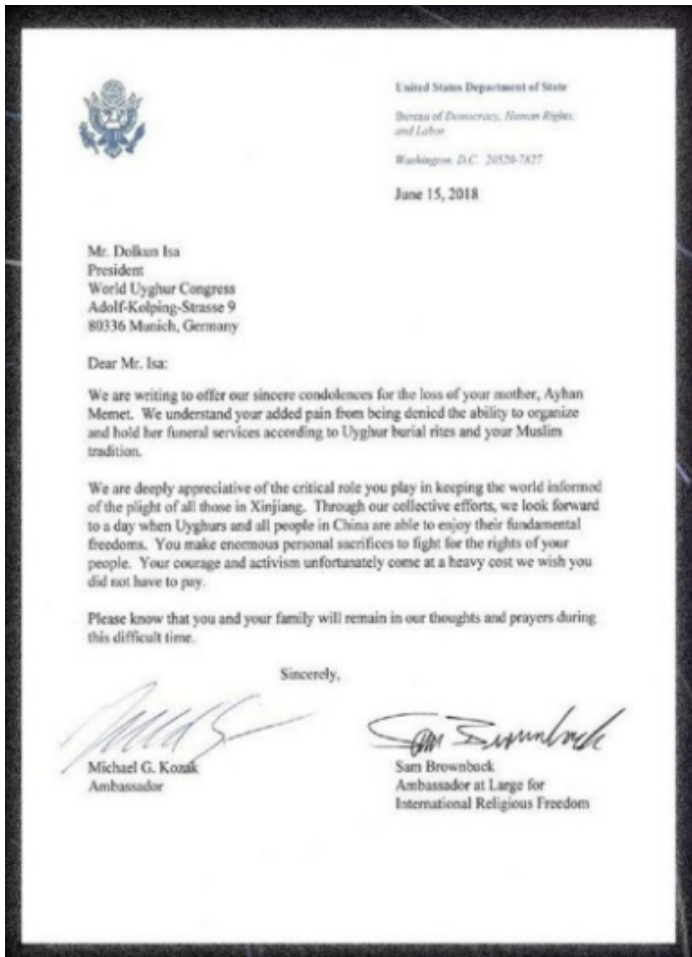 United States Department of State
Bureau of Democracy, Human Rights,
and Labor
Washington, D.C. 20520-7827
June 15, 2018
Mr. Dolkun Isa
President
World Uyghur Congress
Adolf-Kolping-Strasse 9
80336 Munich, Germany
Dear Mr. Isa:
We are writing to offer our sincere condolences for the loss of your mother, Ayhan
Memet. We understand your added pain from being denied the ability to organize
and hold her funeral services according to Uyghur burial rites and your Muslim
tradition.
We are deeply appreciative of the critical role you play in keeping the world informed
of the plight of all those in Xinjiang. Through our collective efforts, we look forward
to a day when Uyghurs and all people in China are able to enjoy their fundamental
freedoms. You make enormous personal sacrifices to fight for the rights of your
people. Your courage and activism unfortunately come at a heavy cost we wish you
did not have to pay.
Please know that you and your family will remain in our thoughts and prayers during
this difficult time.
Sincerely,
Sam Brownback
Michael G. Kozak
Ambassador
Sam Brownback
Ambassador at Large for
International Religious Freedom